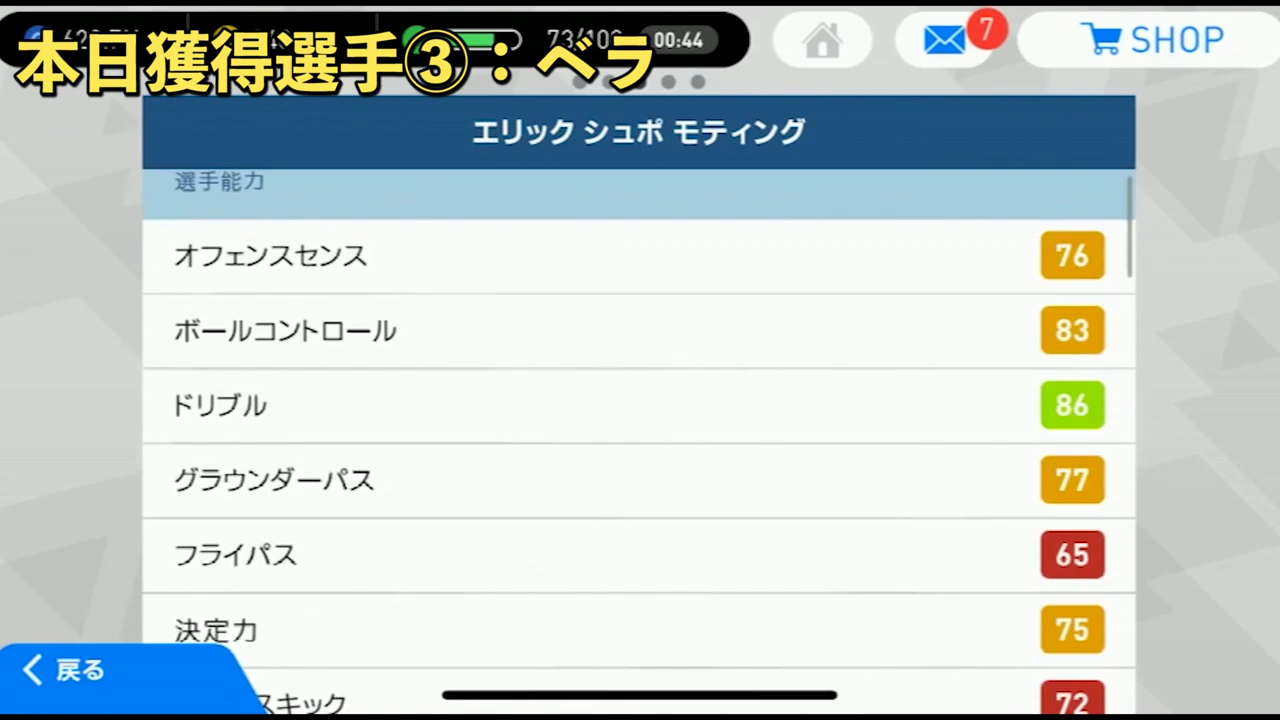 本日獲得選手③：ベラ
73/100 00:44
7
SHOP
エリック シュポ モティング
選手能力
オフェンスセンス 76
ボールコントロール 83
ドリブル 86
グラウンダーパス 77
フライパス 65
決定力 75
スキック 72
戻る